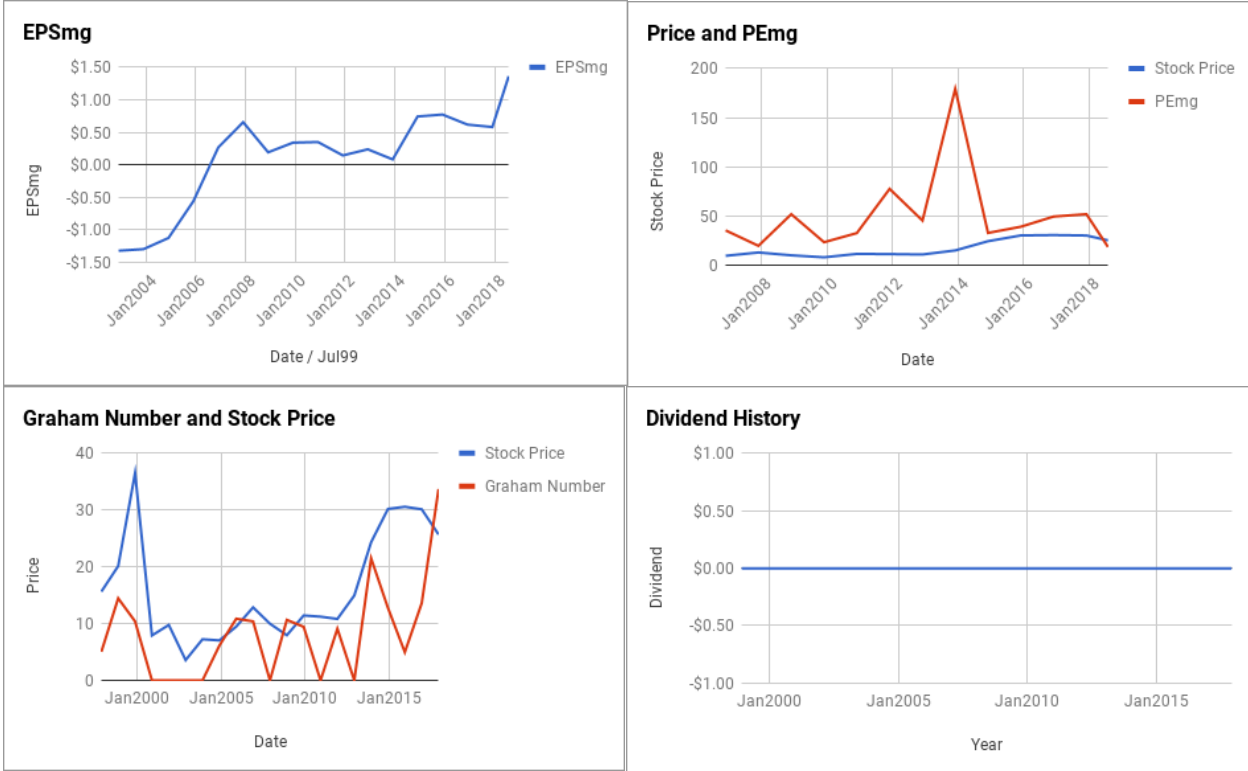 EPSmg
EPSmg
$1.50
$1.00
$0.50
$0.00
-$0.50
-$1.00
-$1.50
EPSmg
Jan2004
Jan2006
Jan2008
Jan2010
Jan2012
Jan2014
Jan2016
Jan2018
Date / Jul99
Price and PEmg
Stock Price
PEmg
200
150
100
50
0
Stock Price
Jan2008
Jan2010
Jan2012
Jan2014
Jan2016
Jan2018
Date
Graham Number and Stock Price
Stock Price
Graham Number
40
30
20
10
0
Price
Jan2000
Jan2005
Jan2010
Jan2015
Date
Dividend History
$1.00
$0.50
$0.00
-$0.50
-$1.00
Dividend
Jan2000
Jan2005
Jan2010
Jan2015
Year